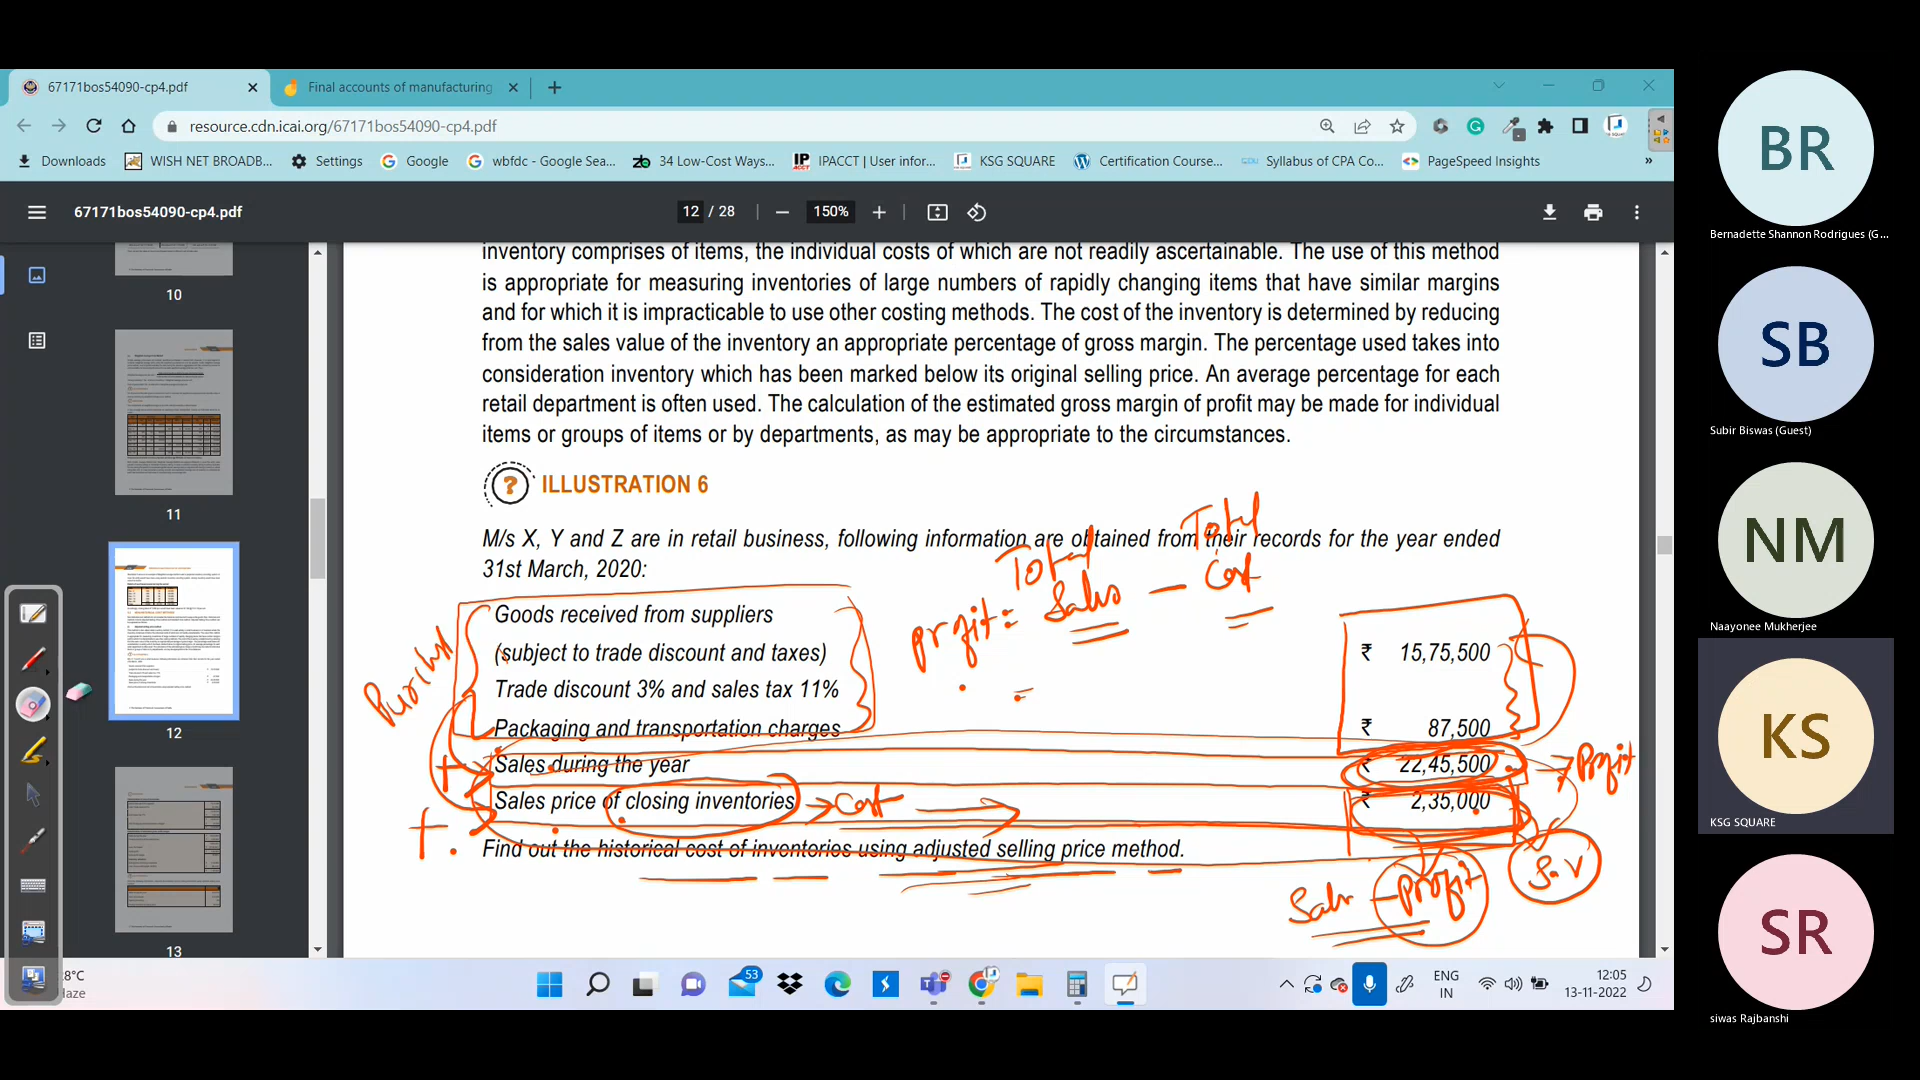 67171bos54090-cp4.pdf
Final accounts of manufacturing
resource.cdn.icai.org/67171bos54090-cp4.pdf
Downloads
WISH NET BROADB...
Settings
Google
wbfdc - Google Sea...
34 Low-Cost Ways...
IPACCT | User infor...
KSG SQUARE
Certification Course...
Syllabus of CPA Co...
PageSpeed Insights
»
67171bos54090-cp4.pdf
12 / 28
150%
10
11
12
13
inventory comprises of items, the individual costs of which are not readily ascertainable. The use of this method
is appropriate for measuring inventories of large numbers of rapidly changing items that have similar margins
and for which it is impracticable to use other costing methods. The cost of the inventory is determined by reducing
from the sales value of the inventory an appropriate percentage of gross margin. The percentage used takes into
consideration inventory which has been marked below its original selling price. An average percentage for each
retail department is often used. The calculation of the estimated gross margin of profit may be made for individual
items or groups of items or by departments, as may be appropriate to the circumstances.
? ILLUSTRATION 6
M/s X, Y and Z are in retail business, following information are obtained from their records for the year ended
31st March, 2020:
Goods received from suppliers
(subject to trade discount and taxes) ₹ 15,75,500
Trade discount 3% and sales tax 11%
Packaging and transportation charges ₹ 87,500
Sales during the year ₹ 22,45,500
Sales price of closing inventories ₹ 2,35,000
Find out the historical cost of inventories using adjusted selling price method.
profit = Total Sales - Total Cost
=
→ Cost
→ Profit
Sales - profit
S.V
+
+
53
8°C
Haze
ENG
IN
12:05
13-11-2022
BR
Bernadette Shannon Rodrigues (G...
SB
Subir Biswas (Guest)
NM
Naayonee Mukherjee
KS
KSG SQUARE
SR
siwas Rajbanshi